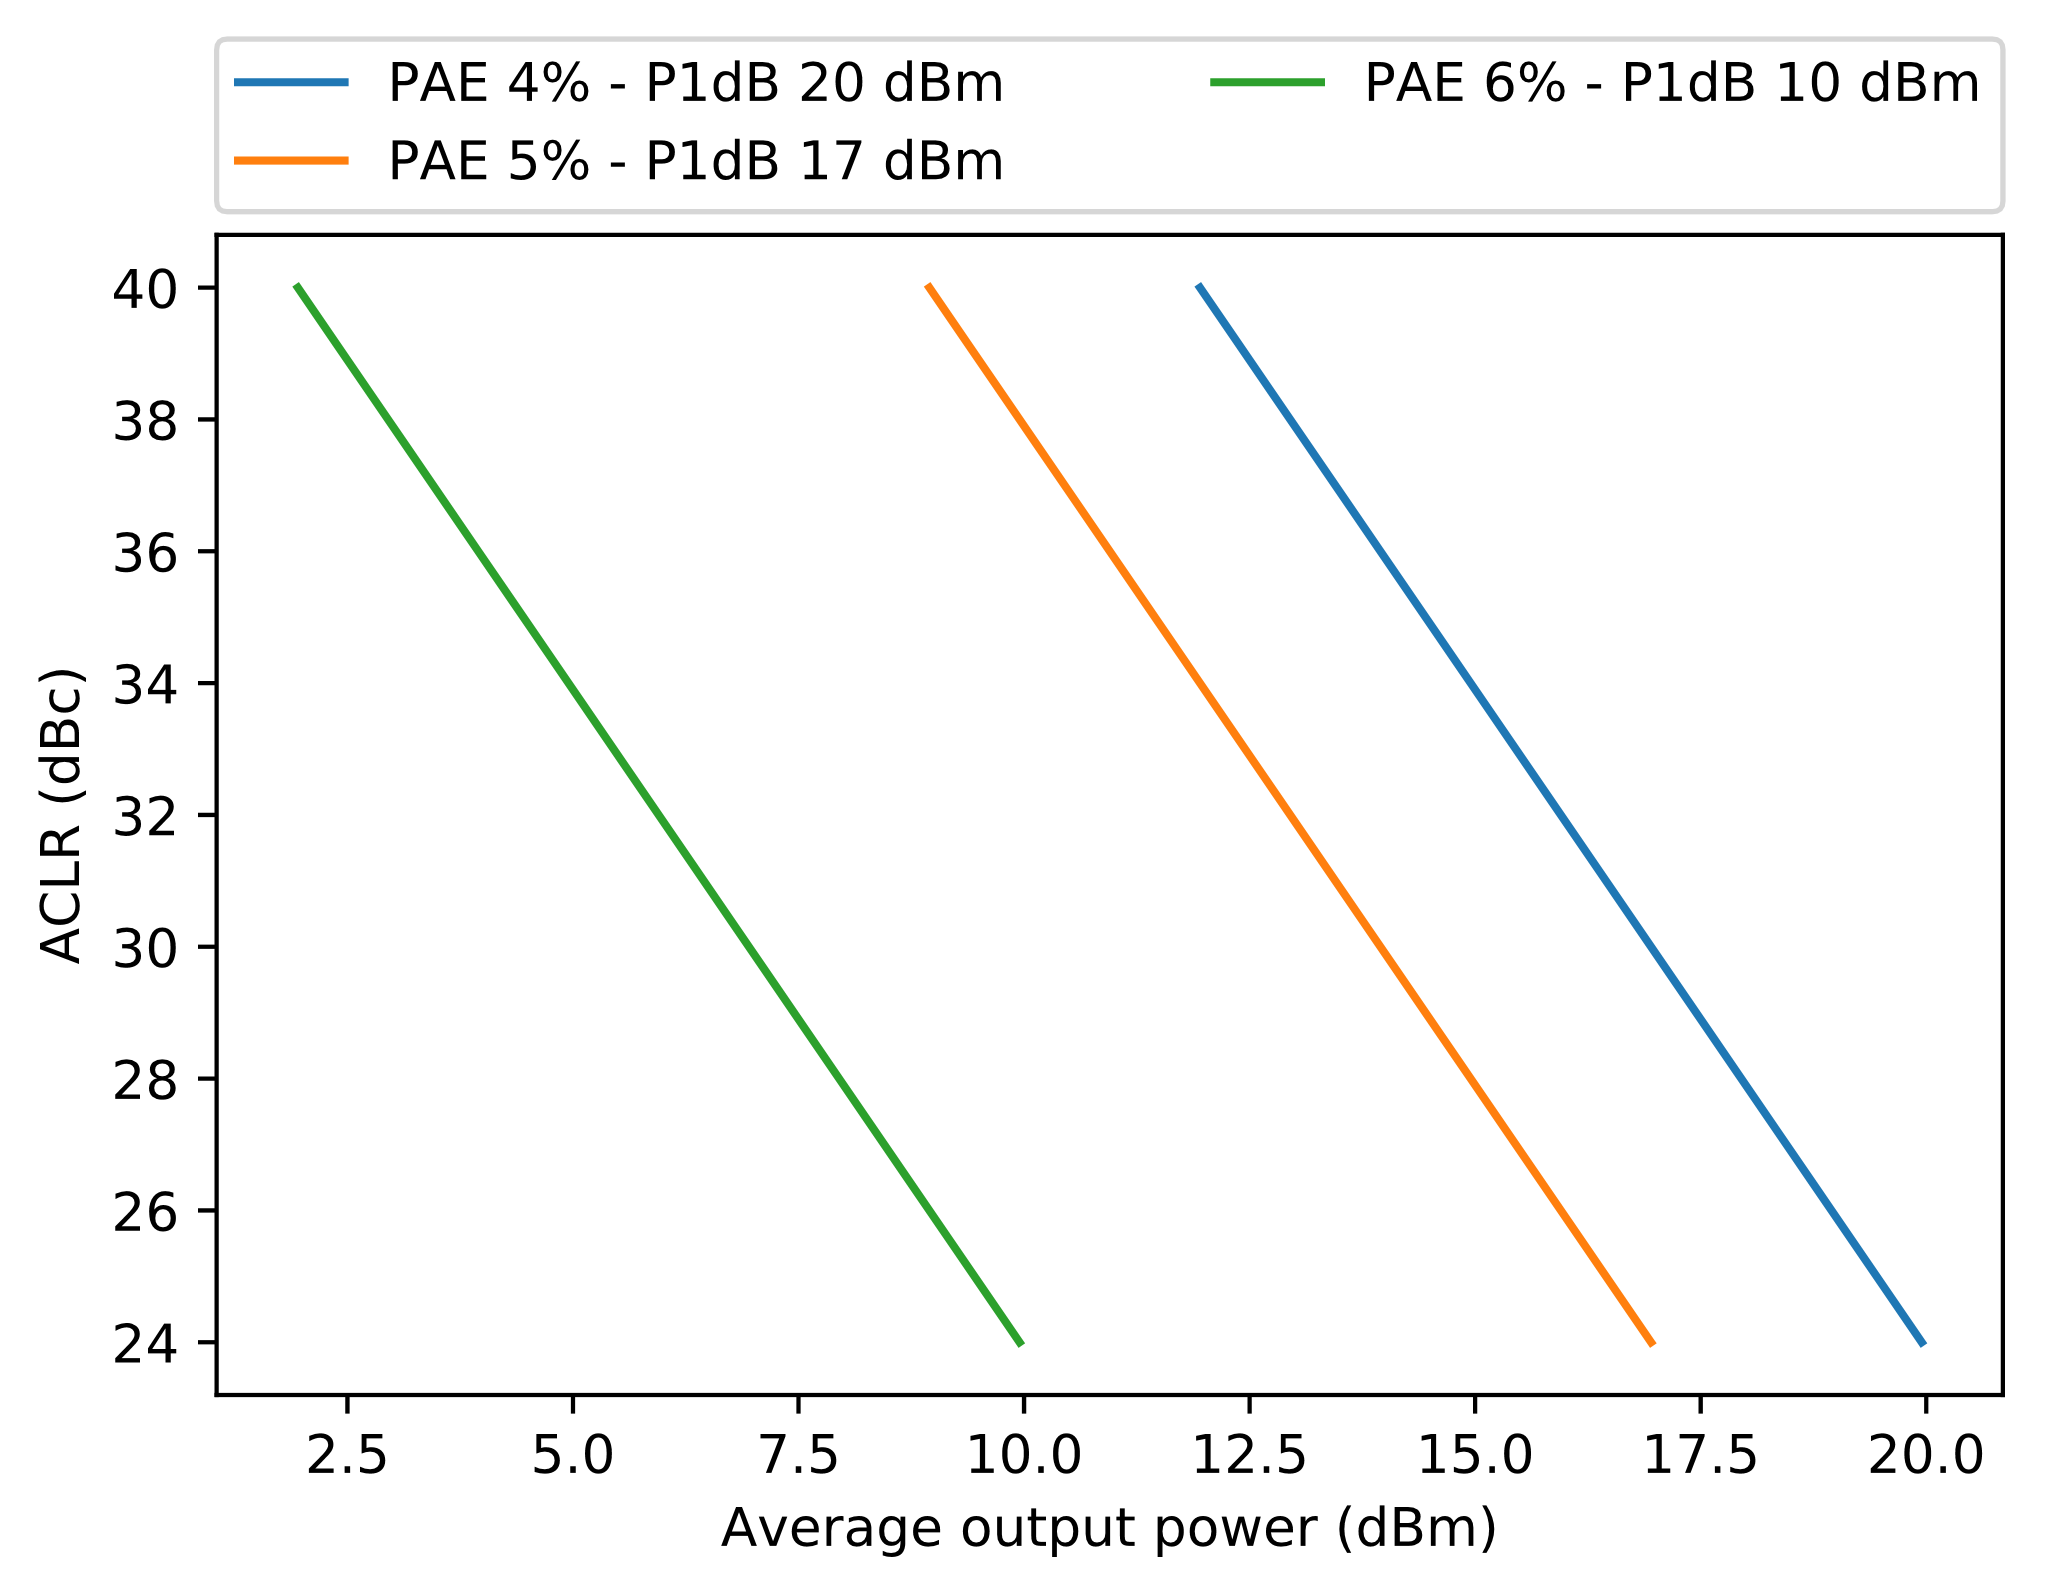 PAE 4% - P1dB 20 dBm
PAE 5% - P1dB 17 dBm
PAE 6% - P1dB 10 dBm
40
38
36
34
32
30
28
26
24
ACLR (dBc)
2.5 5.0 7.5 10.0 12.5 15.0 17.5 20.0
Average output power (dBm)